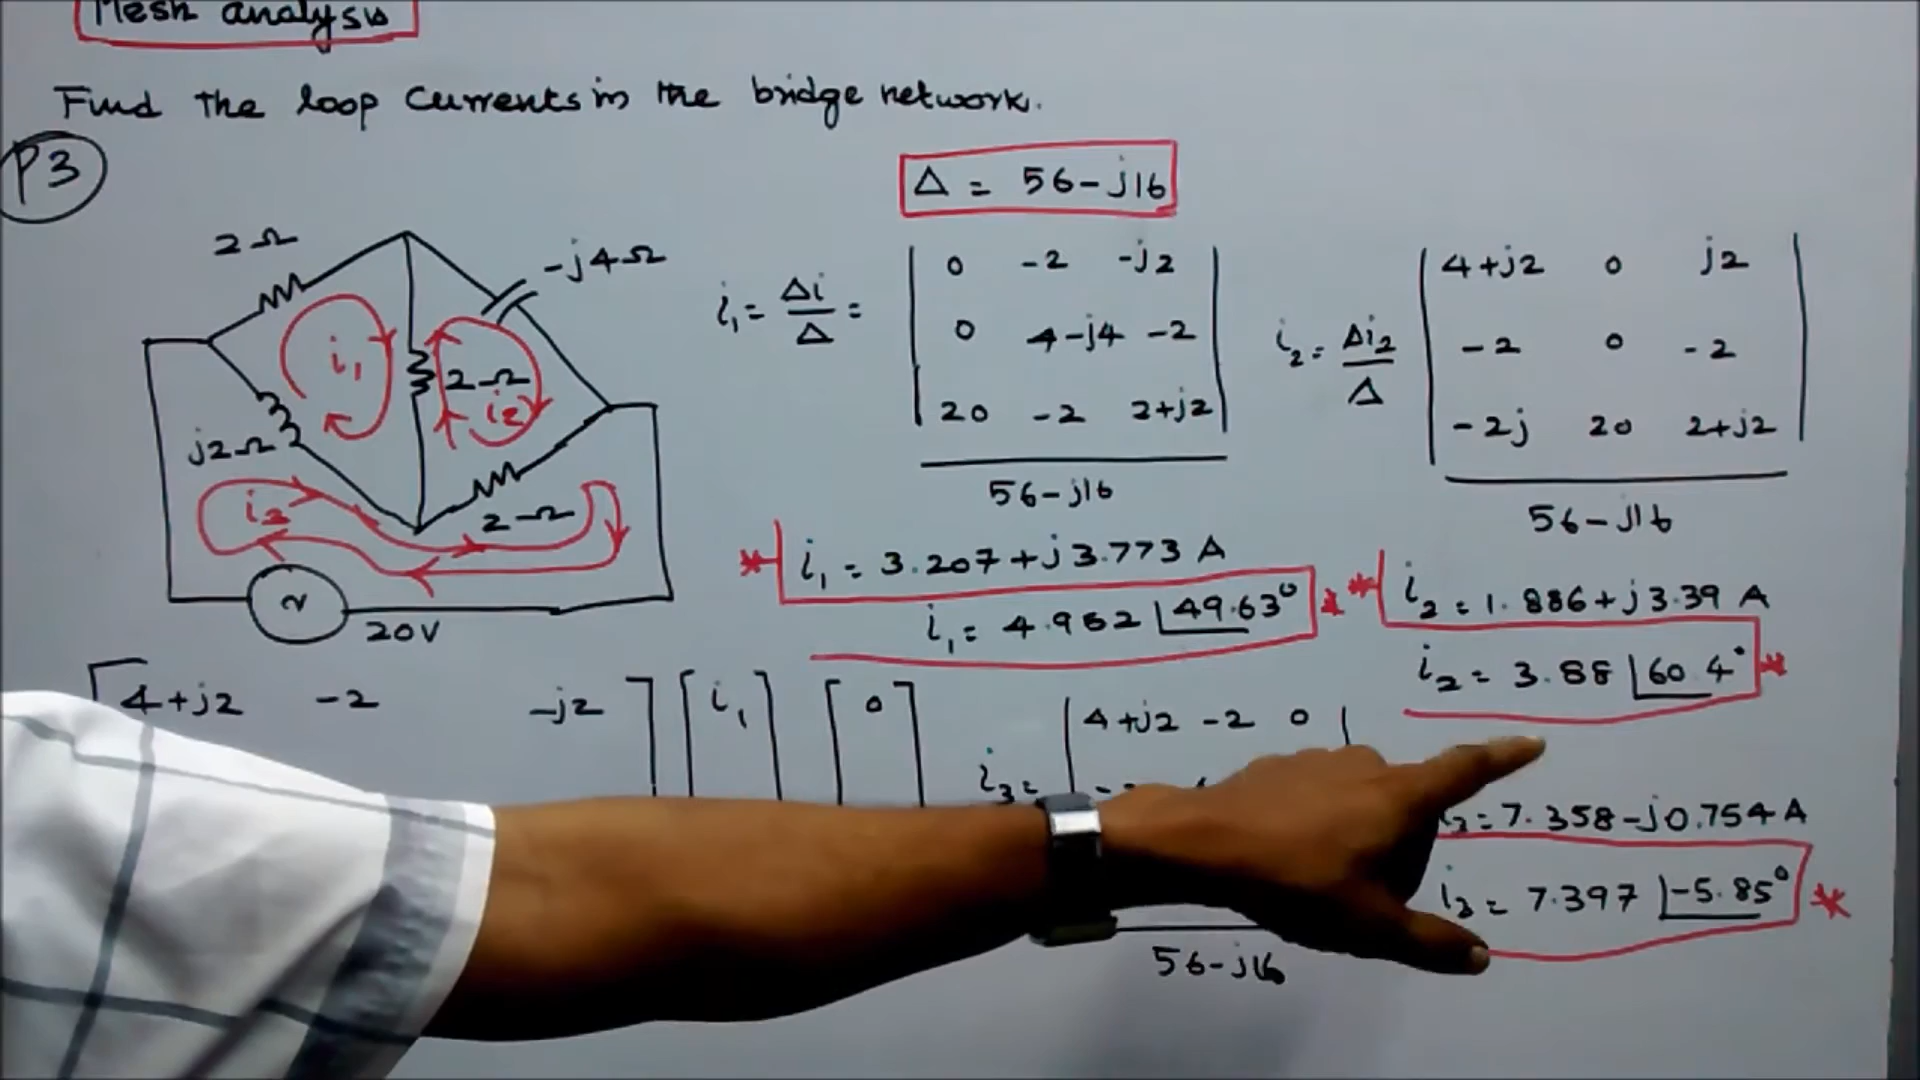 Mesh analysis
Find the loop currents in the bridge network.
P3
Δ = 56-j16
2Ω
-j4Ω
i1
2Ω
i2
j2Ω
i3
2Ω
~
20V
i1 = Δi / Δ =
0 -2 -j2
0 4-j4 -2
20 -2 2+j2
56-j16
i1 = 3.207+j3.773 A
i1 = 4.952 |49.63°
i2 = Δi2 / Δ
4+j2 0 j2
-2 0 -2
-2j 20 2+j2
56-j16
i2 = 1.886+j3.39 A
i2 = 3.88 |60.4°
4+j2 -2 -j2
i1
0
i3 =
4+j2 -2 0
56-j16
=7.358-j0.754 A
i3 = 7.397 |-5.85°